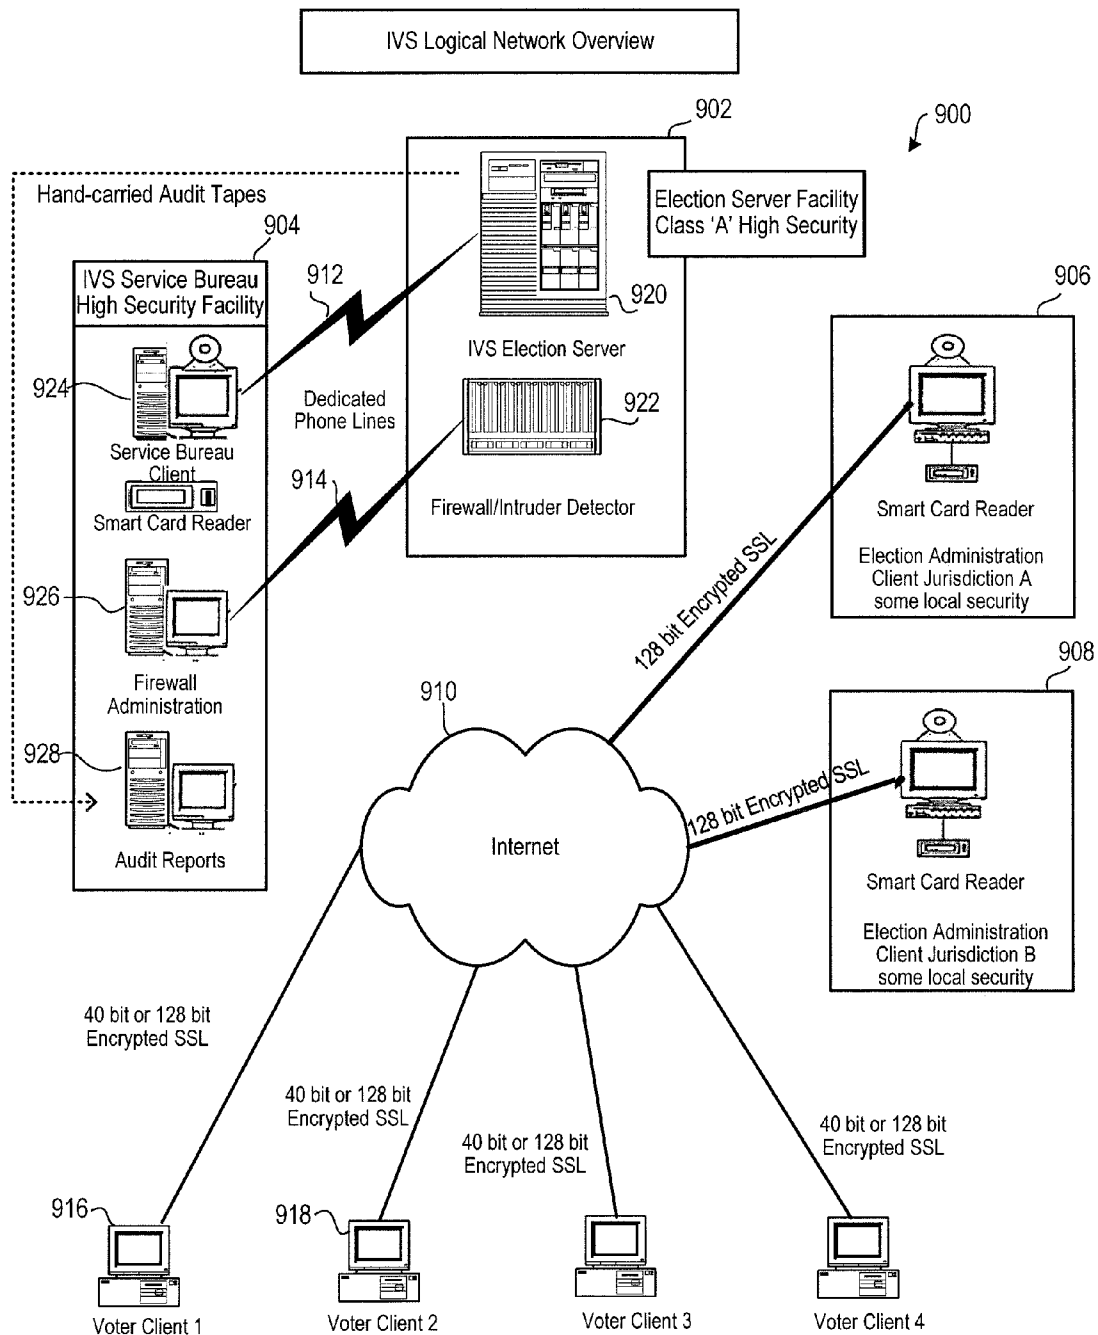 IVS Logical Network Overview
900
902
Hand-carried Audit Tapes
Election Server Facility
Class 'A' High Security
904
IVS Service Bureau
High Security Facility
912
920
IVS Election Server
906
924
Service Bureau
Client
Smart Card Reader
Dedicated
Phone Lines
922
914
Firewall/Intruder Detector
Smart Card Reader
Election Administration
Client Jurisdiction A
some local security
926
Firewall
Administration
128 bit Encrypted SSL
908
910
928
Audit Reports
Internet
128 bit Encrypted SSL
Smart Card Reader
Election Administration
Client Jurisdiction B
some local security
40 bit or 128 bit
Encrypted SSL
40 bit or 128 bit
Encrypted SSL
40 bit or 128 bit
Encrypted SSL
40 bit or 128 bit
Encrypted SSL
916
918
Voter Client 1
Voter Client 2
Voter Client 3
Voter Client 4